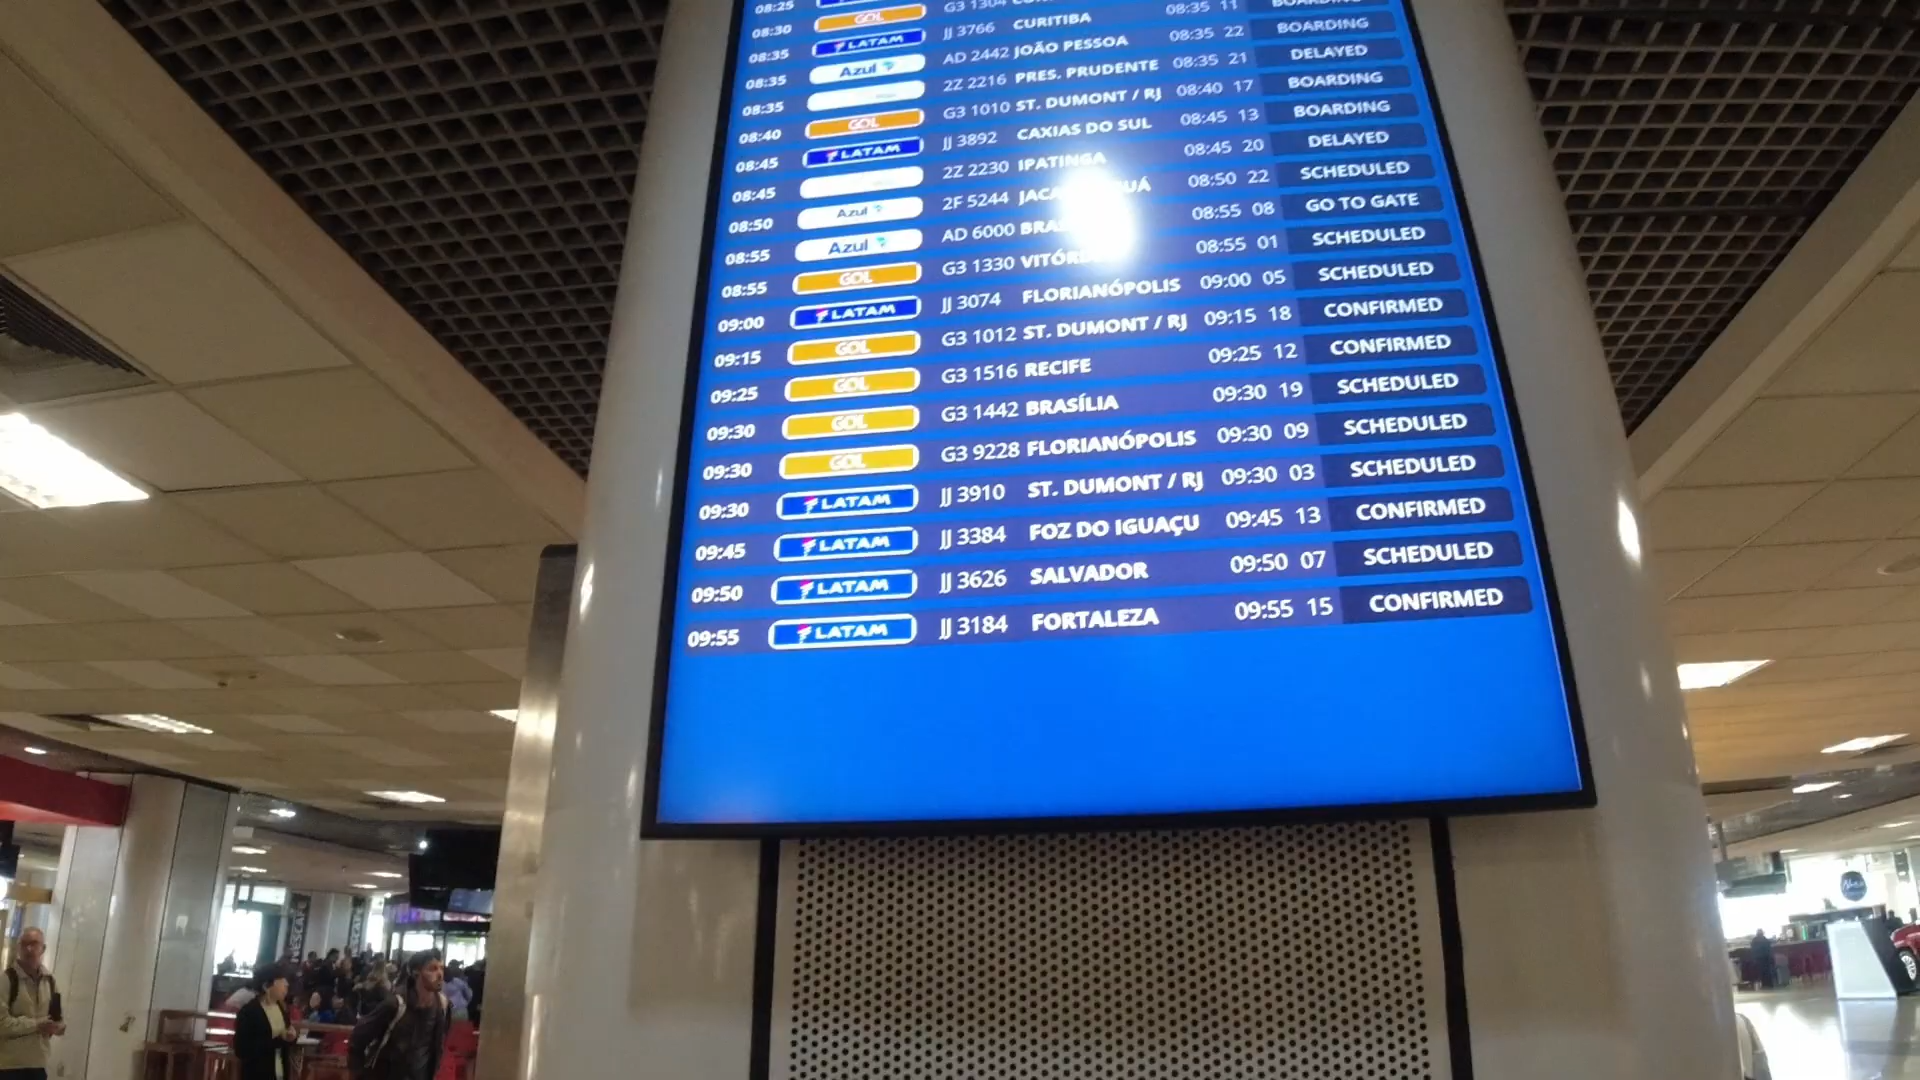 08:25
08:30 GOL G3 1304
08:35 LATAM JJ 3766 CURITIBA 08:35 11 BOARDING
08:35 Azul AD 2442 JOÃO PESSOA 08:35 22 BOARDING
08:35 2Z 2216 PRES. PRUDENTE 08:35 21 DELAYED
08:40 GOL G3 1010 ST. DUMONT / RJ 08:40 17 BOARDING
08:45 LATAM JJ 3892 CAXIAS DO SUL 08:45 13 BOARDING
08:45 2Z 2230 IPATINGA 08:45 20 DELAYED
08:50 Azul 2F 5244 08:50 22 SCHEDULED
08:55 Azul AD 6000 08:55 08 GO TO GATE
08:55 GOL G3 1330 08:55 01 SCHEDULED
09:00 LATAM JJ 3074 FLORIANÓPOLIS 09:00 05 SCHEDULED
09:15 GOL G3 1012 ST. DUMONT / RJ 09:15 18 CONFIRMED
09:25 GOL G3 1516 RECIFE 09:25 12 CONFIRMED
09:30 GOL G3 1442 BRASÍLIA 09:30 19 SCHEDULED
09:30 GOL G3 9228 FLORIANÓPOLIS 09:30 09 SCHEDULED
09:30 LATAM JJ 3910 ST. DUMONT / RJ 09:30 03 SCHEDULED
09:45 LATAM JJ 3384 FOZ DO IGUAÇU 09:45 13 CONFIRMED
09:50 LATAM JJ 3626 SALVADOR 09:50 07 SCHEDULED
09:55 LATAM JJ 3184 FORTALEZA 09:55 15 CONFIRMED
NESCAFÉ